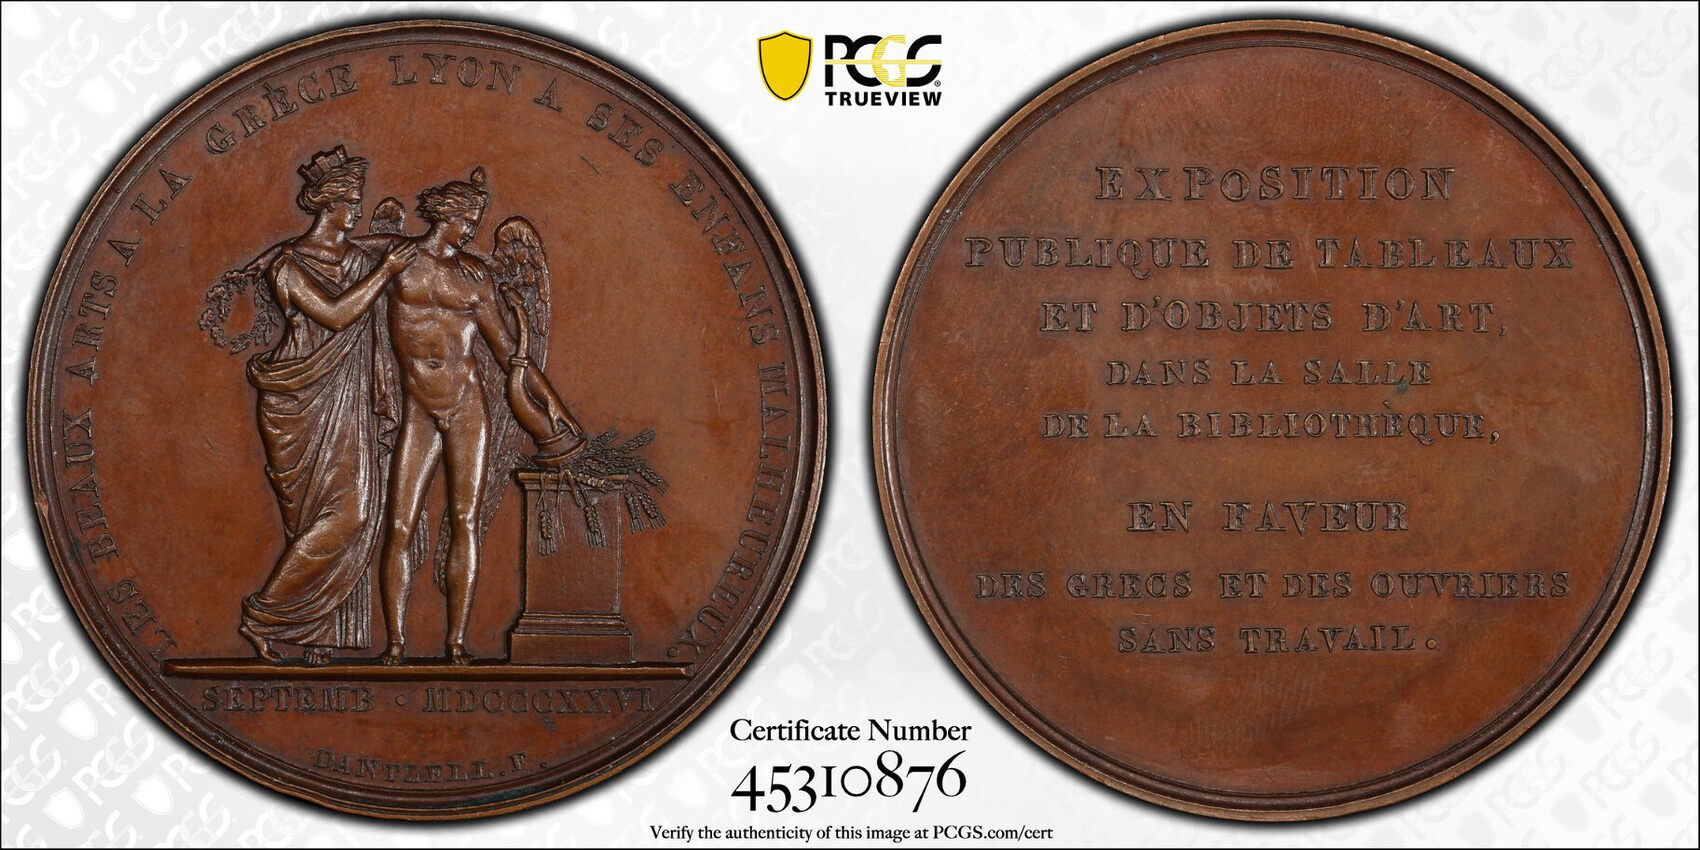 PCGS
TRUEVIEW
LES BEAUX ARTS A LA GRÈCE LYON A SES ENFANS MALHEUREUX.
SEPTEMB · MDCCCXXVI
DANTZELL. F.
EXPOSITION
PUBLIQUE DE TABLEAUX
ET D'OBJETS D'ART,
DANS LA SALLE
DE LA BIBLIOTHÈQUE,
EN FAVEUR
DES GRECS ET DES OUVRIERS
SANS TRAVAIL.
Certificate Number
45310876
Verify the authenticity of this image at PCGS.com/cert